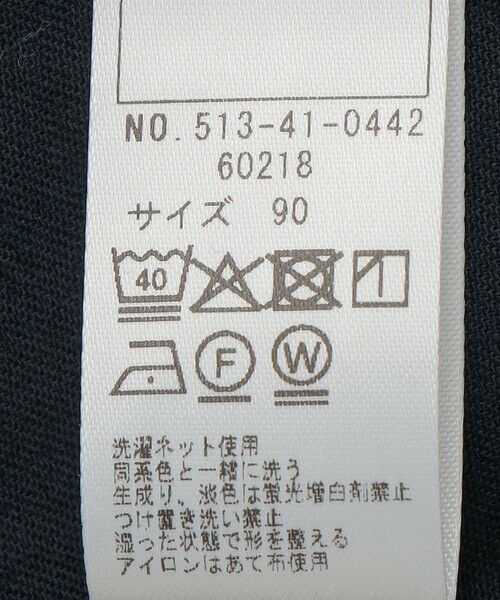 NO. 513-41-0442
60218
サイズ 90
40
F W
洗濯ネット使用
同系色と一緒に洗う
生成り、淡色は蛍光増白剤禁止
つけ置き洗い禁止
湿った状態で形を整える
アイロンはあて布使用